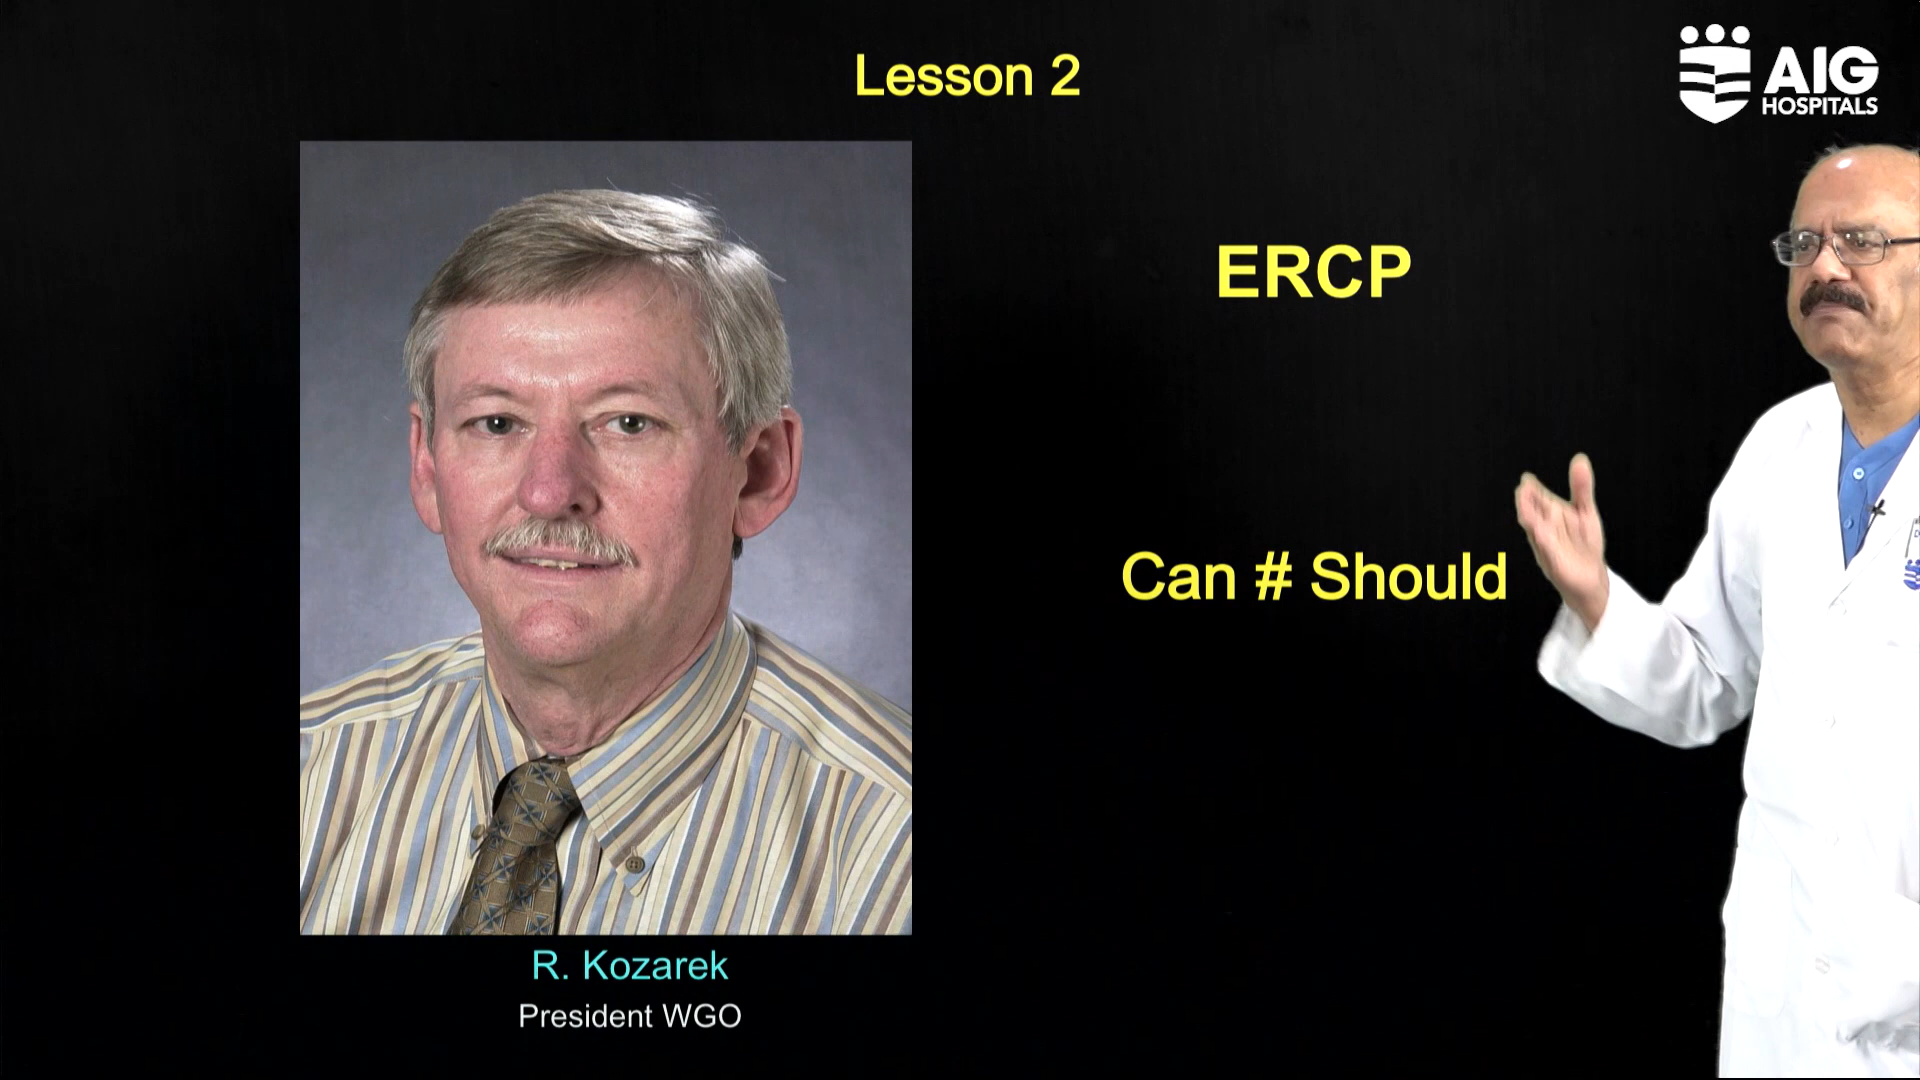 Lesson 2
AIG
HOSPITALS
ERCP
Can # Should
R. Kozarek
President WGO